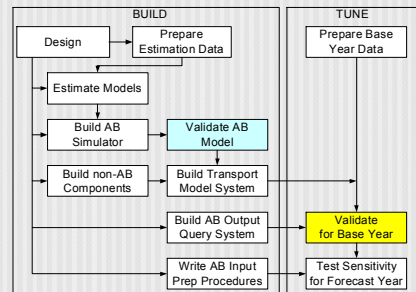 BUILD
TUNE
Design
Prepare
Estimation Data
Prepare Base
Year Data
Estimate Models
Build AB
Simulator
Validate AB
Model
Build non-AB
Components
Build Transport
Model System
Build AB Output
Query System
Validate
for Base Year
Write AB Input
Prep Procedures
Test Sensitivity
for Forecast Year